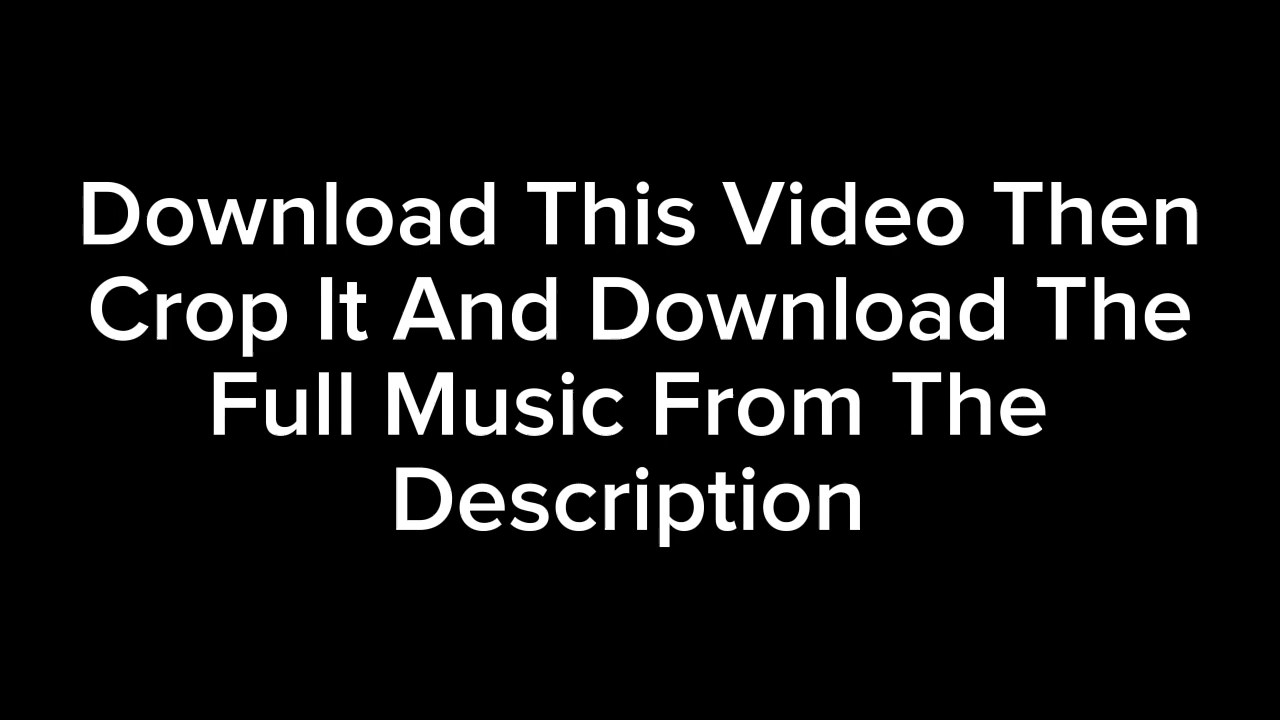 Download This Video Then
Crop It And Download The
Full Music From The
Description